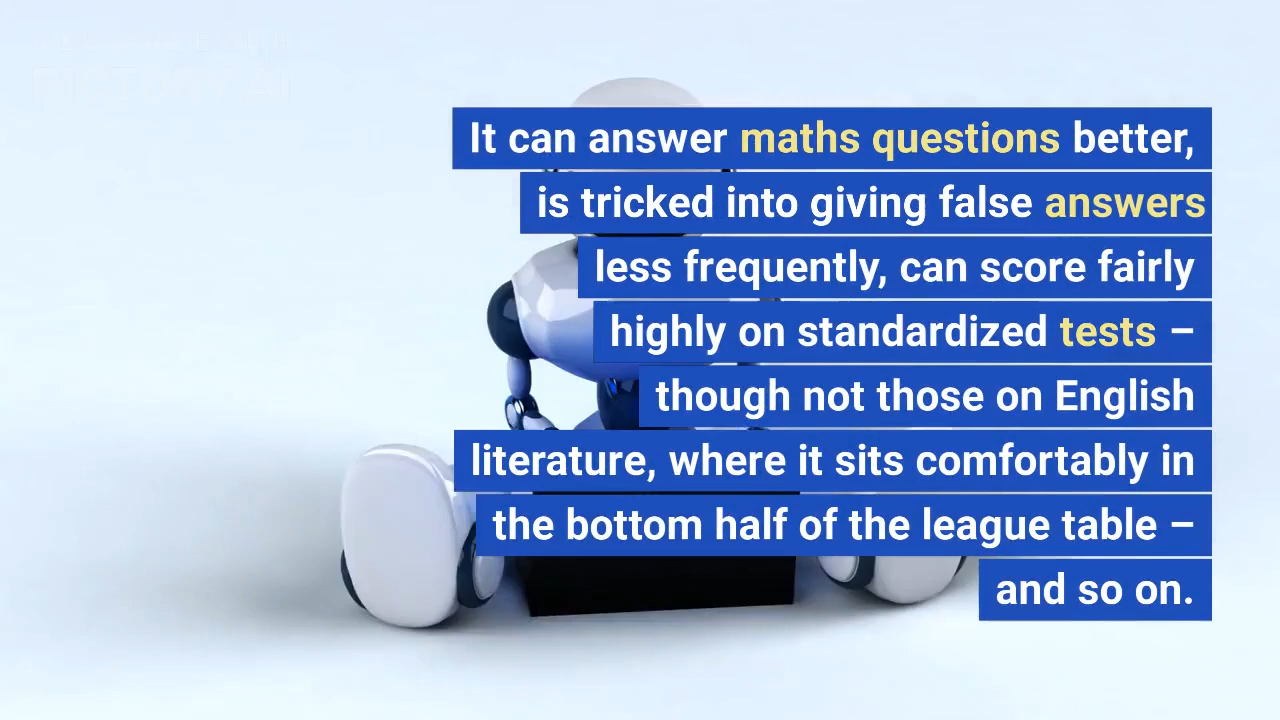 It can answer maths questions better,
is tricked into giving false answers
less frequently, can score fairly
highly on standardized tests –
though not those on English
literature, where it sits comfortably in
the bottom half of the league table –
and so on.